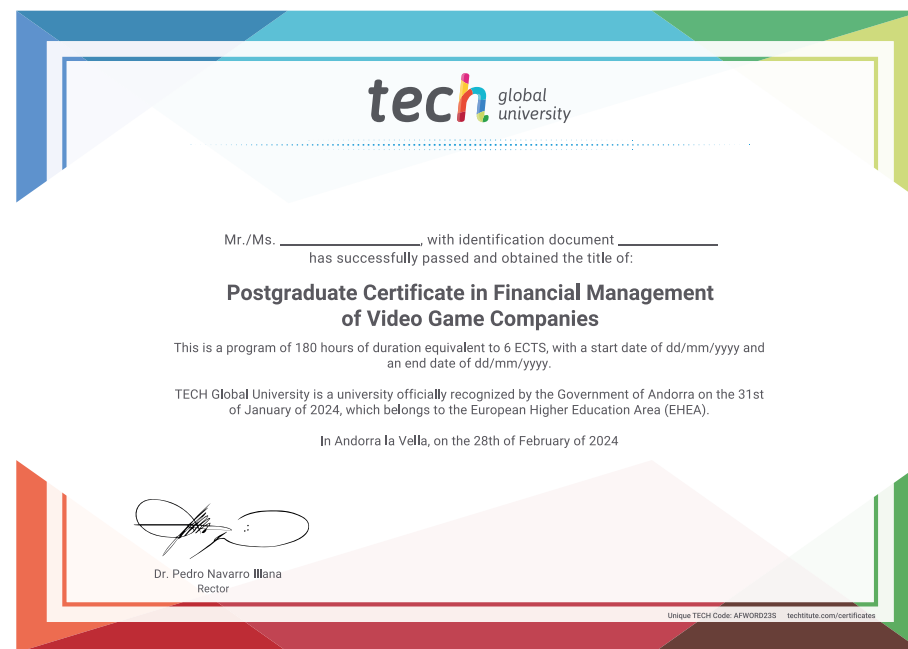 tech global
university
Mr./Ms. ____________________, with identification document ______________
has successfully passed and obtained the title of:
Postgraduate Certificate in Financial Management
of Video Game Companies
This is a program of 180 hours of duration equivalent to 6 ECTS, with a start date of dd/mm/yyyy and
an end date of dd/mm/yyyy.
TECH Global University is a university officially recognized by the Government of Andorra on the 31st
of January of 2024, which belongs to the European Higher Education Area (EHEA).
In Andorra la Vella, on the 28th of February of 2024
Dr. Pedro Navarro Illana
Rector
Unique TECH Code: AFWORD23S techtitute.com/certificates